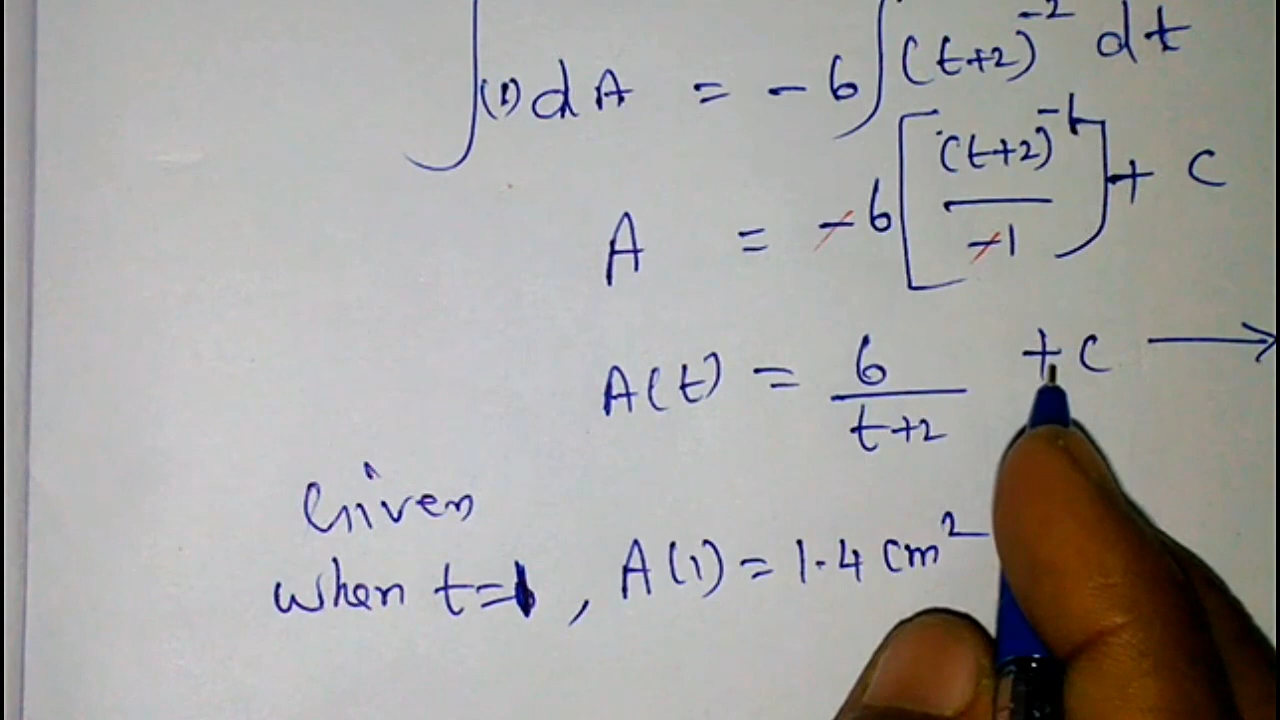 ∫(1) dA = -6 ∫(t+2)^-2 dt
A = -6 [(t+2)^-1 / -1] + C
A(t) = 6 / (t+2) + C →
Given
when t=1, A(1) = 1.4 cm²